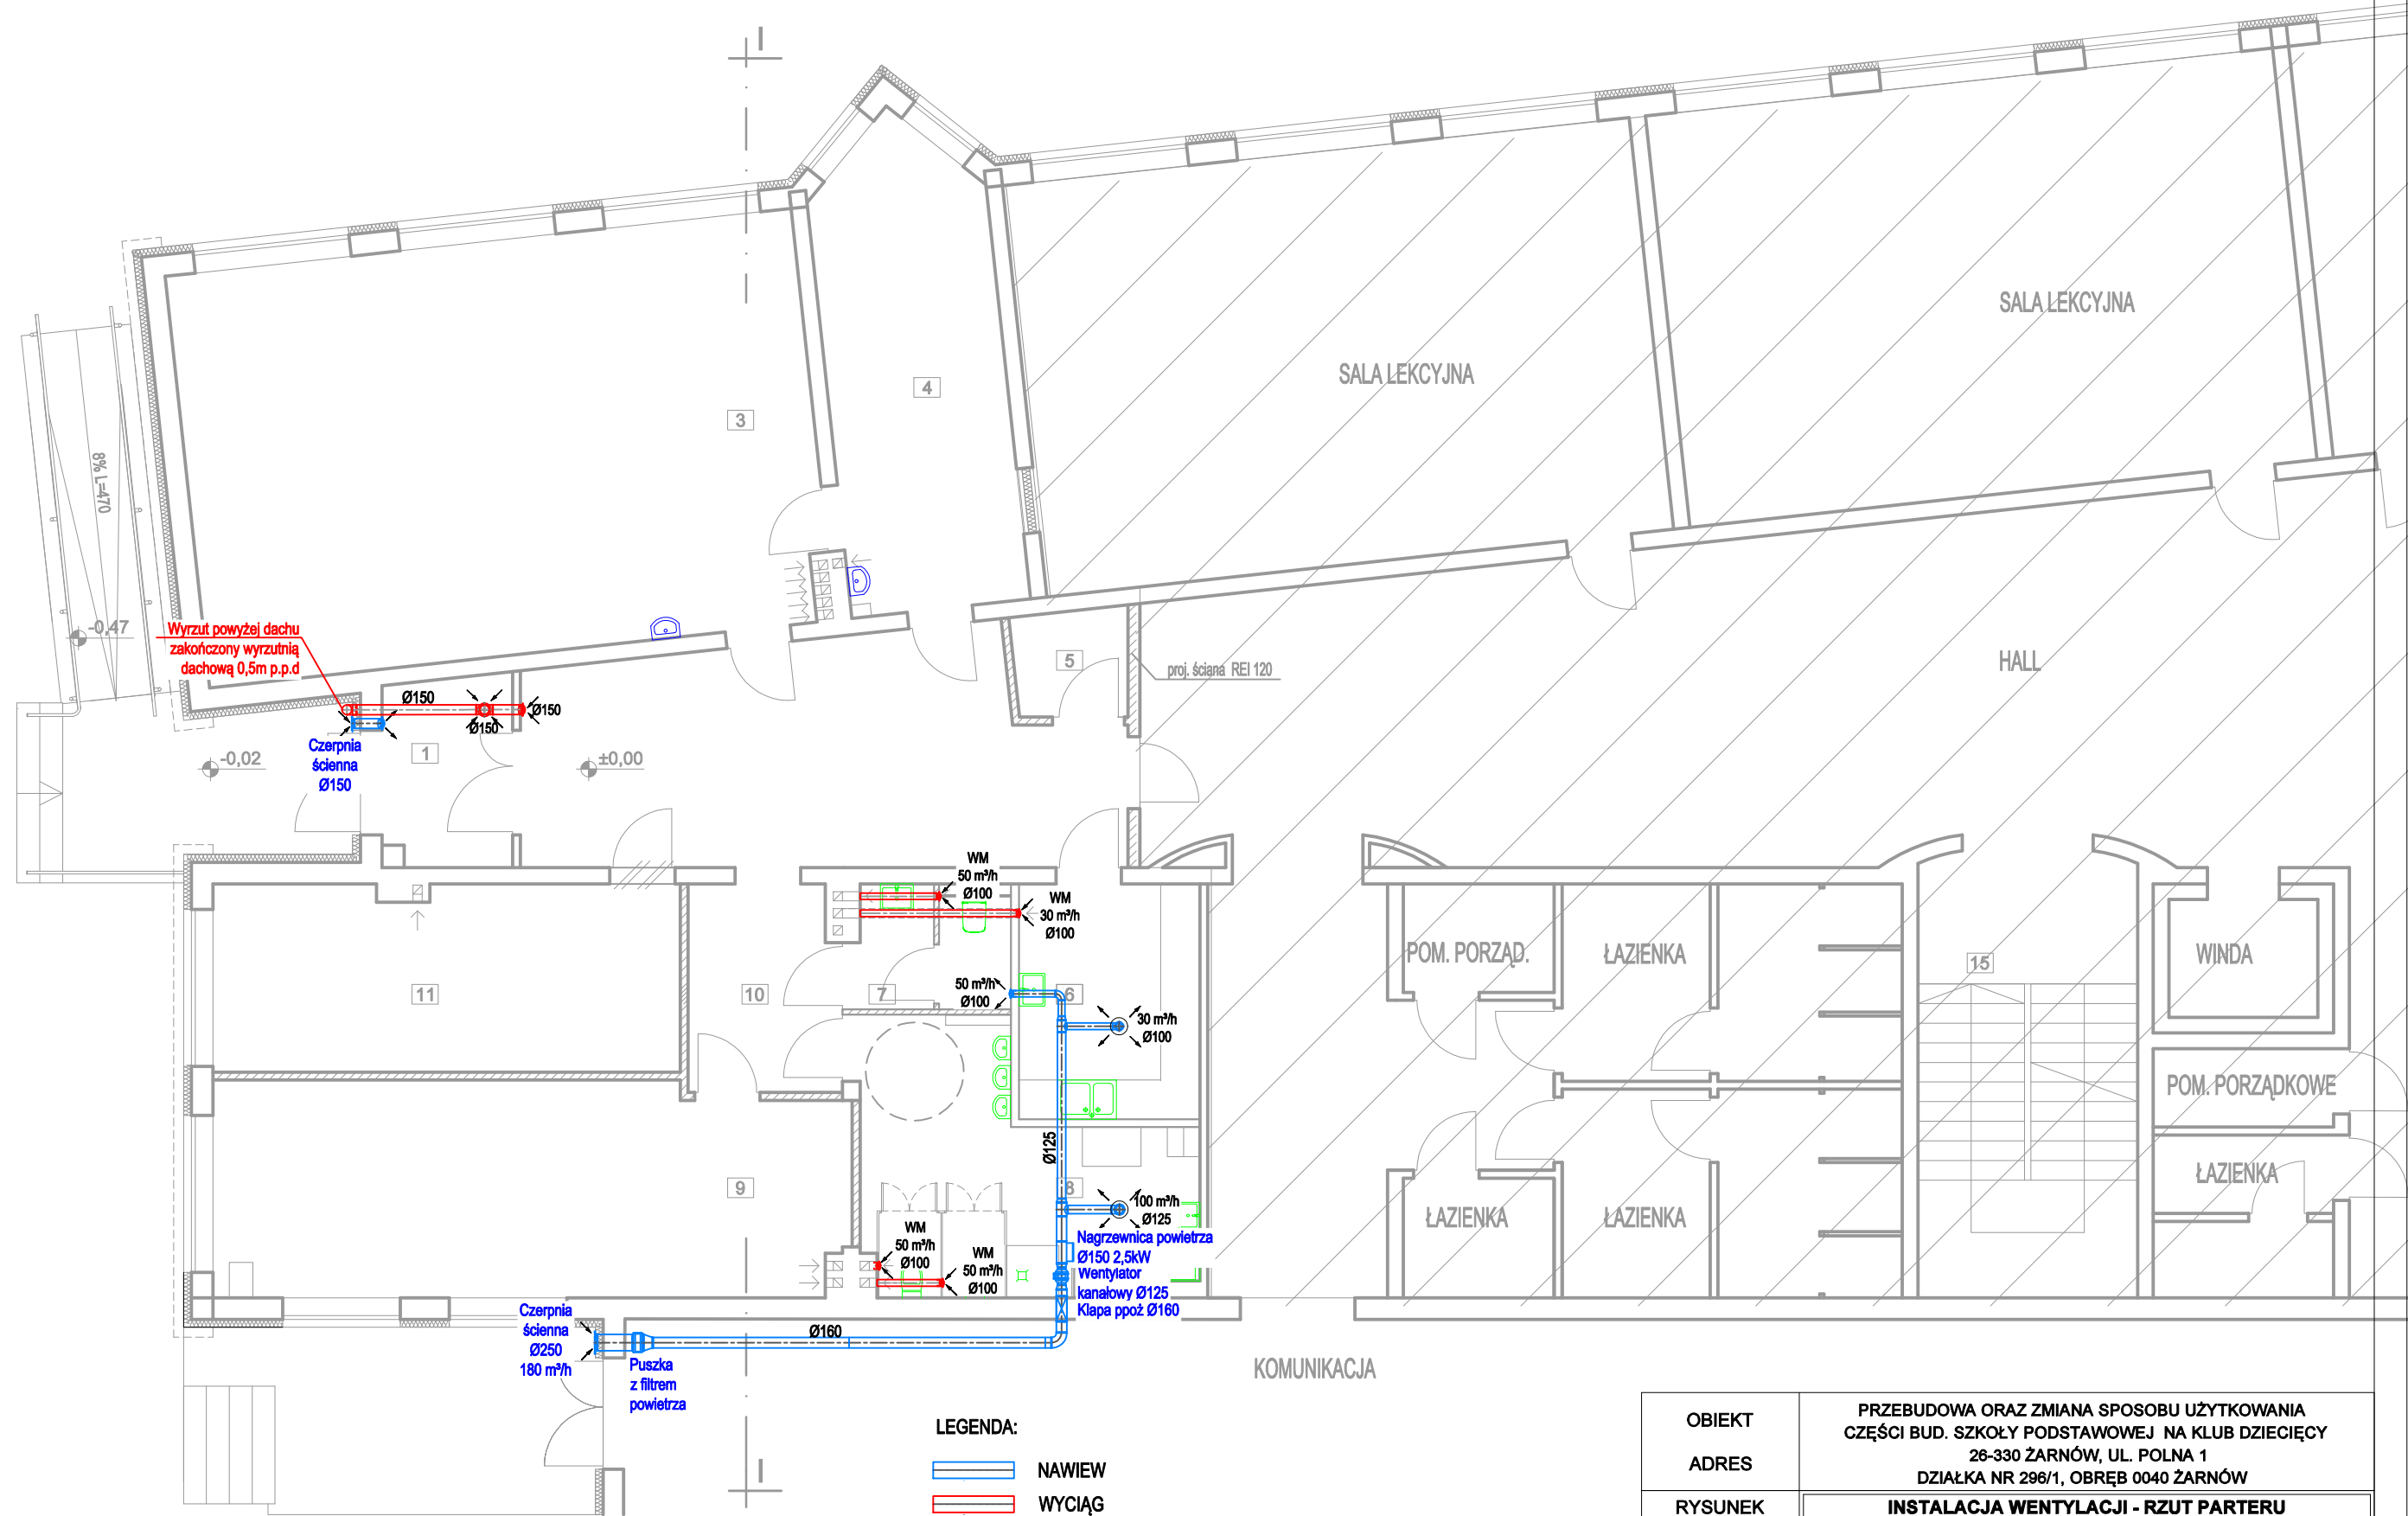 I
SALA LEKCYJNA
SALA LEKCYJNA
4
3
8% L=470
-0,47
Wyrzut powyżej dachu
zakończony wyrzutnią
dachową 0,5m p.p.d
5
proj. ściana REI 120
HALL
Ø150
Ø150
Ø150
Czerpnia
ścienna
Ø150
1
-0,02
±0,00
WM
50 m³/h
Ø100
WM
30 m³/h
Ø100
POM. PORZĄD.
ŁAZIENKA
15
WINDA
11
10
7
50 m³/h
Ø100
6
30 m³/h
Ø100
POM. PORZĄDKOWE
Ø125
9
8
100 m³/h
Ø125
ŁAZIENKA
ŁAZIENKA
ŁAZIENKA
WM
50 m³/h
Ø100
WM
50 m³/h
Ø100
Nagrzewnica powietrza
Ø150 2,5kW
Wentylator
kanałowy Ø125
Klapa ppoż Ø160
Czerpnia
ścienna
Ø250
180 m³/h
Ø160
Puszka
z filtrem
powietrza
KOMUNIKACJA
I
LEGENDA:
NAWIEW
WYCIĄG
OBIEKT
ADRES
PRZEBUDOWA ORAZ ZMIANA SPOSOBU UŻYTKOWANIA
CZĘŚCI BUD. SZKOŁY PODSTAWOWEJ NA KLUB DZIECIĘCY
26-330 ŻARNÓW, UL. POLNA 1
DZIAŁKA NR 296/1, OBRĘB 0040 ŻARNÓW
RYSUNEK
INSTALACJA WENTYLACJI - RZUT PARTERU